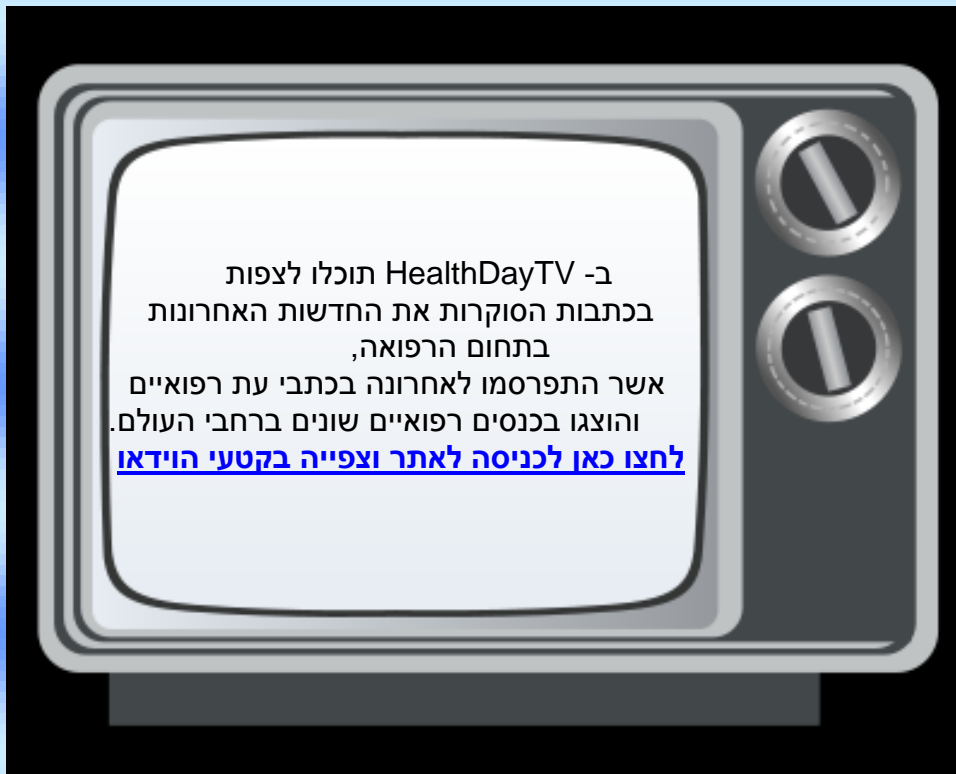 ב- HealthDayTV תוכלו לצפות
בכתבות הסוקרות את החדשות האחרונות
בתחום הרפואה,
אשר התפרסמו לאחרונה בכתבי עת רפואיים
והוצגו בכנסים רפואיים שונים ברחבי העולם.
לחצו כאן לכניסה לאתר וצפייה בקטעי הוידאו